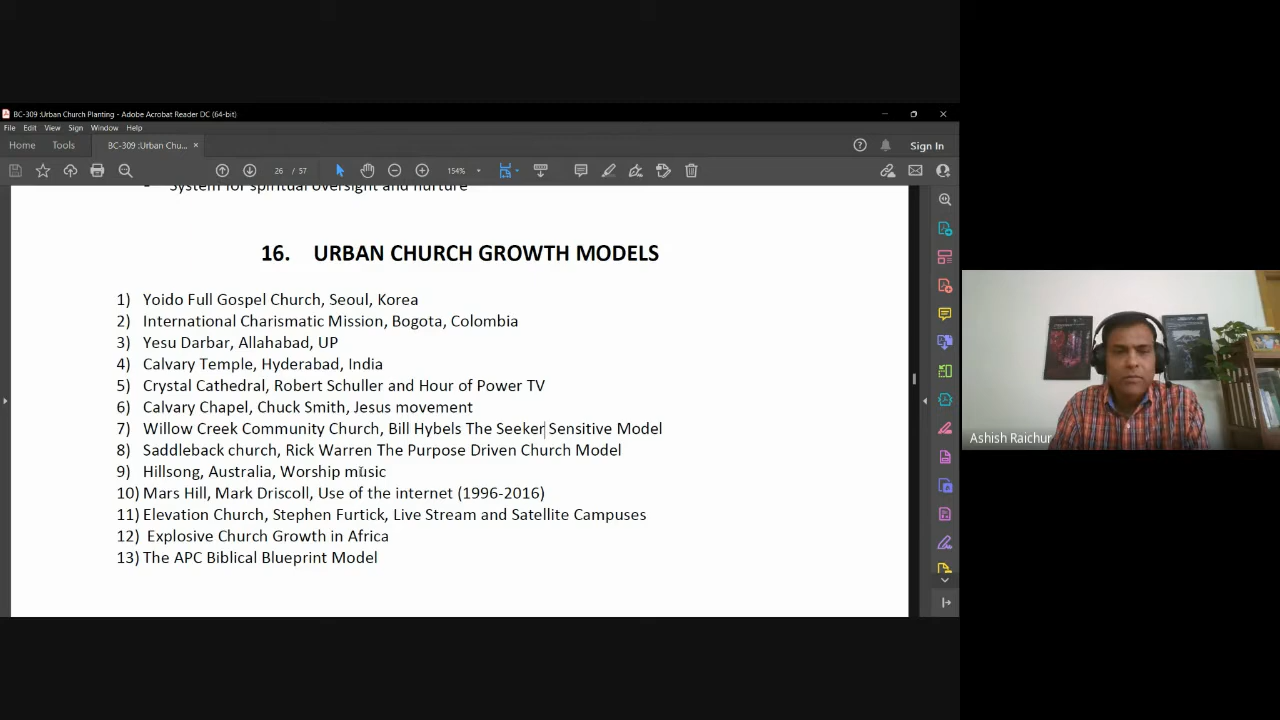 BC-309 :Urban Church Planting - Adobe Acrobat Reader DC (64-bit)
File Edit View Sign Window Help
Home Tools BC-309 :Urban Chu... × Sign In
26 / 57 154%
System for spiritual oversight and nurture
16. URBAN CHURCH GROWTH MODELS
1) Yoido Full Gospel Church, Seoul, Korea
2) International Charismatic Mission, Bogota, Colombia
3) Yesu Darbar, Allahabad, UP
4) Calvary Temple, Hyderabad, India
5) Crystal Cathedral, Robert Schuller and Hour of Power TV
6) Calvary Chapel, Chuck Smith, Jesus movement
7) Willow Creek Community Church, Bill Hybels The Seeker Sensitive Model
8) Saddleback church, Rick Warren The Purpose Driven Church Model
9) Hillsong, Australia, Worship music
10) Mars Hill, Mark Driscoll, Use of the internet (1996-2016)
11) Elevation Church, Stephen Furtick, Live Stream and Satellite Campuses
12) Explosive Church Growth in Africa
13) The APC Biblical Blueprint Model
Ashish Raichur